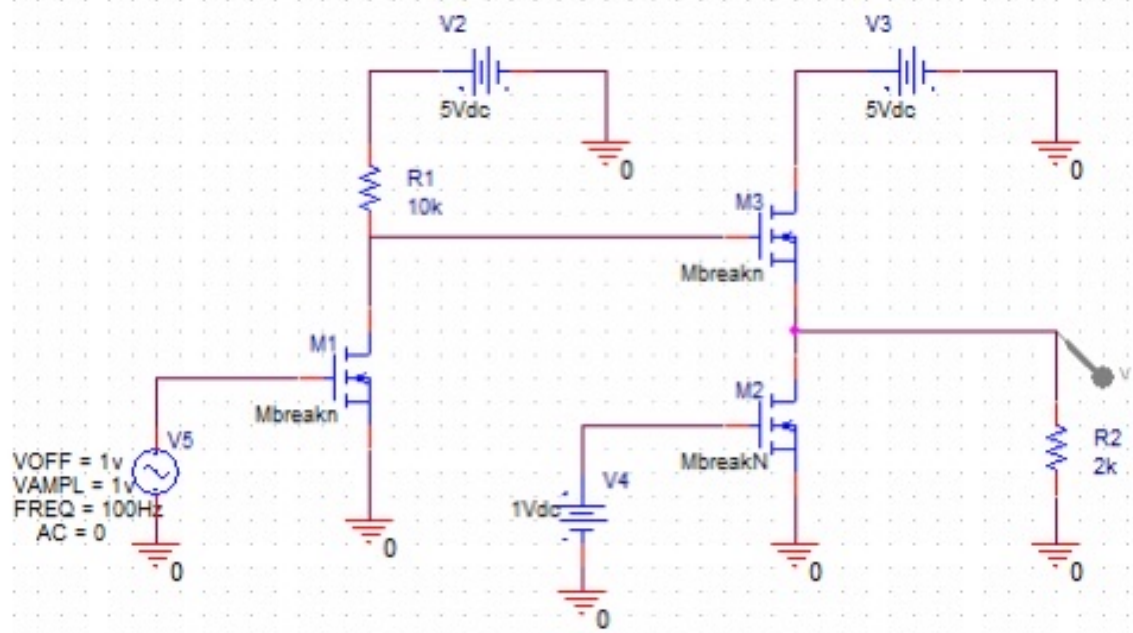 V2
5Vdc
0
V3
5Vdc
0
R1
10k
M3
Mbreakn
M1
Mbreakn
V5
VOFF = 1v
VAMPL = 1v
FREQ = 100Hz
AC = 0
0
0
M2
MbreakN
V4
1Vdc
0
0
V
R2
2k
0